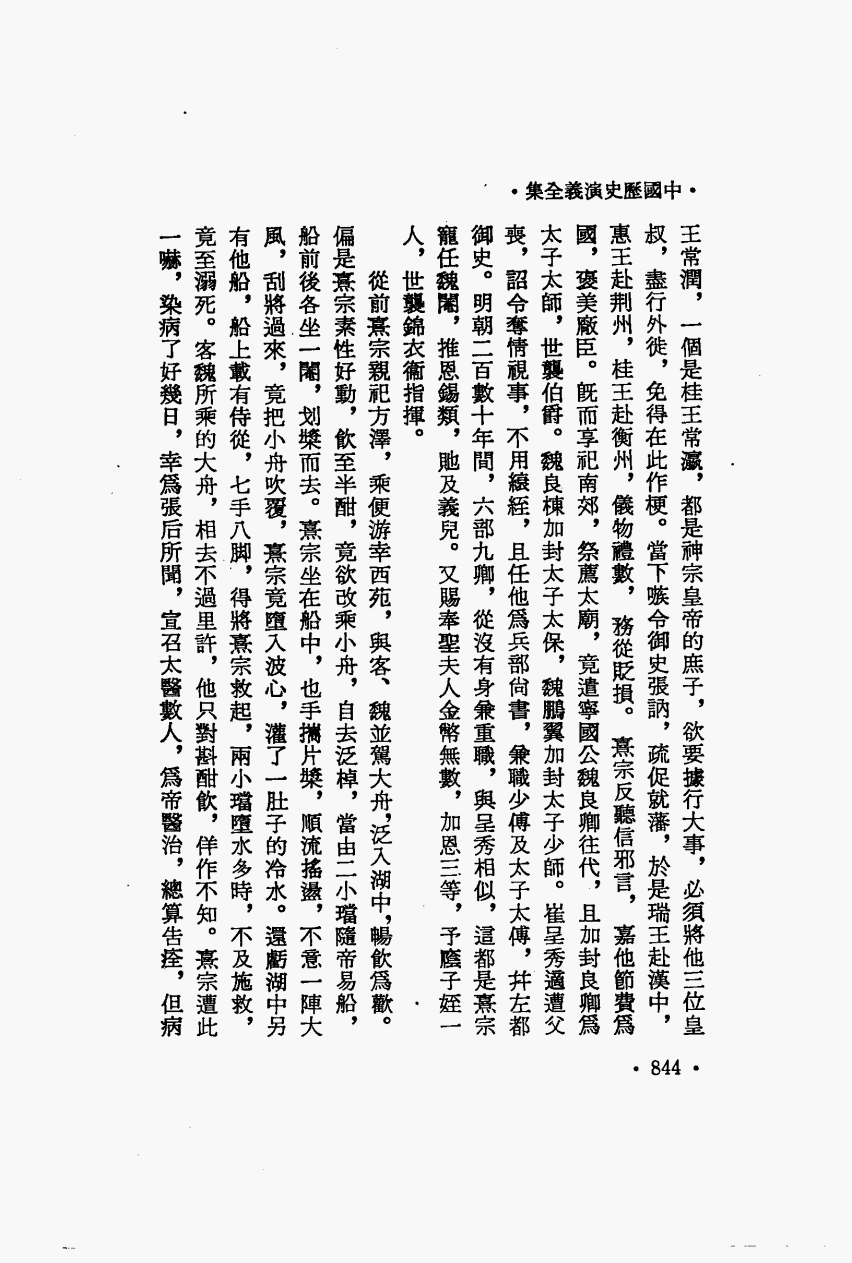 ·中國歷史演義全集·
王常潤，一個是桂王常瀛，都是神宗皇帝的庶子，欲要據行大事，必須將他三位皇
叔，盡行外徙，免得在此作梗。當下嗾令御史張訥，疏促就藩，於是瑞王赴漢中，
惠王赴荆州，桂王赴衡州，儀物禮數，務從貶損。熹宗反聽信邪言，嘉他節費爲
國，褒美廠臣。旣而享祀南郊，祭薦太廟，竟遣寧國公魏良卿往代，且加封良卿爲
太子太師，世襲伯爵。魏良棟加封太子太保，魏鵬翼加封太子少師。崔呈秀適遭父
喪，詔令奪情視事，不用縗絰，且任他爲兵部尙書，兼職少傅及太子太傅，幷左都
御史。明朝二百數十年間，六部九卿，從沒有身兼重職，與呈秀相似，這都是熹宗
寵任魏閹，推恩錫類，貤及義兒。又賜奉聖夫人金幣無數，加恩三等，予廕子姪一
人，世襲錦衣衞指揮。
從前熹宗親祀方澤，乘便游幸西苑，與客、魏並駕大舟，泛入湖中，暢飲爲歡。
偏是熹宗素性好動，飲至半酣，竟欲改乘小舟，自去泛棹，當由二小璫隨帝易船，
船前後各坐一閹，划槳而去。熹宗坐在船中，也手攜片槳，順流搖盪，不意一陣大
風，刮將過來，竟把小舟吹覆，熹宗竟墮入波心，灌了一肚子的冷水。還虧湖中另
有他船，船上載有侍從，七手八脚，得將熹宗救起，兩小璫墮水多時，不及施救，
竟至溺死。客魏所乘的大舟，相去不過里許，他只對斟酣飲，佯作不知。熹宗遭此
一嚇，染病了好幾日，幸爲張后所聞，宣召太醫數人，爲帝醫治，總算告痊，但病
·844·